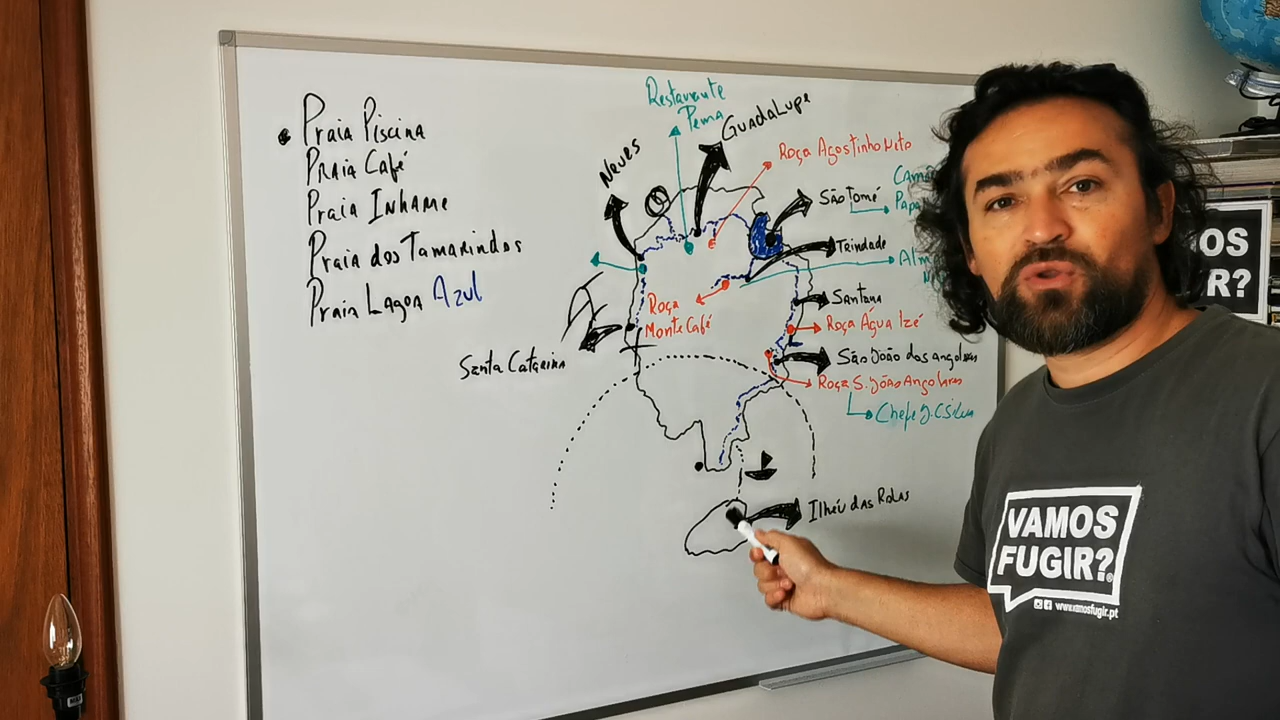 Praia Piscina
Praia Café
Praia Inhame
Praia dos Tamarindos
Praia Lagoa Azul
Restaurante
Pema
Guadalupe
Neves
Roça Agostinho Neto
São Tomé
Trindade
Santana
Roça
Monte Café
Roça Água Izé
Santa Catarina
São João dos angolares
Roça S. João Angolares
Chefe J.C Silva
Ilhéu das Rolas
VAMOS
FUGIR?
www.vamosfugir.pt